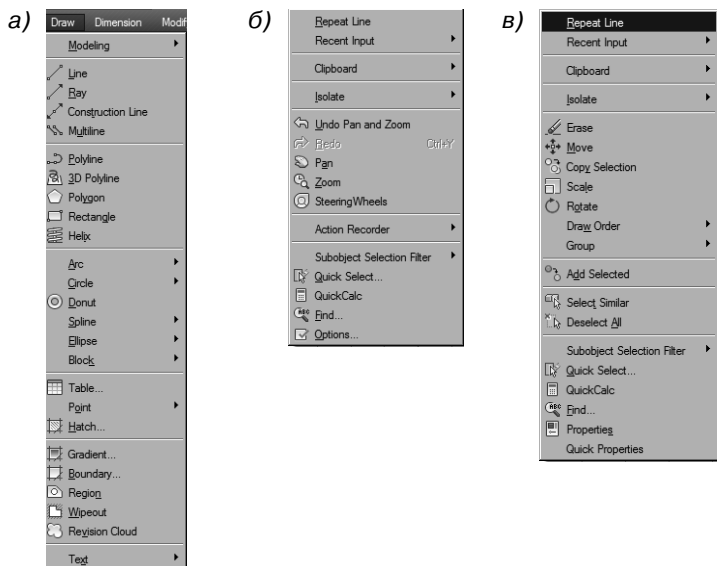 а)
Draw Dimension Modif
Modeling
Line
Ray
Construction Line
Multiline
Polyline
3D Polyline
Polygon
Rectangle
Helix
Arc
Circle
Donut
Spline
Ellipse
Block
Table...
Point
Hatch...
Gradient...
Boundary...
Region
Wipeout
Revision Cloud
Text
б)
Repeat Line
Recent Input
Clipboard
Isolate
Undo Pan and Zoom
Redo Ctrl+Y
Pan
Zoom
SteeringWheels
Action Recorder
Subobject Selection Filter
Quick Select...
QuickCalc
Find...
Options...
в)
Repeat Line
Recent Input
Clipboard
Isolate
Erase
Move
Copy Selection
Scale
Rotate
Draw Order
Group
Add Selected
Select Similar
Deselect All
Subobject Selection Filter
Quick Select...
QuickCalc
Find...
Properties
Quick Properties